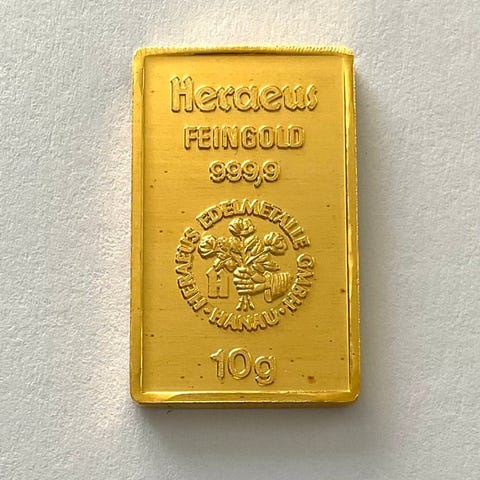 Heraeus
FEINGOLD
999,9
HERAEUS EDELMETALLE GMBH · HANAU ·
H
10g